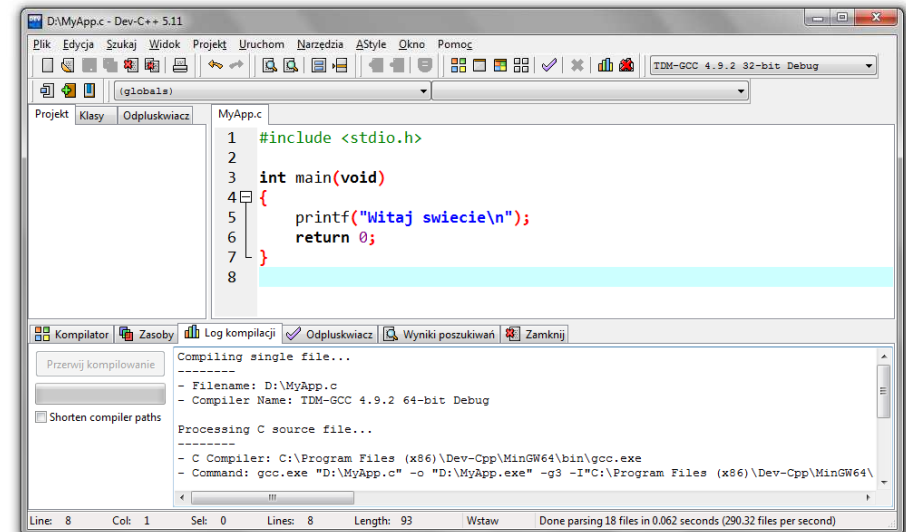 D:\MyApp.c - Dev-C++ 5.11
Plik Edycja Szukaj Widok Projekt Uruchom Narzędzia AStyle Okno Pomoc
TDM-GCC 4.9.2 32-bit Debug
(globals)
Projekt Klasy Odpluskwiacz MyApp.c
1 #include <stdio.h>
2
3 int main(void)
4 {
5 printf("Witaj swiecie\n");
6 return 0;
7 }
8
Kompilator Zasoby Log kompilacji Odpluskwiacz Wyniki poszukiwań Zamknij
Przerwij kompilowanie
Shorten compiler paths
Compiling single file...
--------
- Filename: D:\MyApp.c
- Compiler Name: TDM-GCC 4.9.2 64-bit Debug
Processing C source file...
--------
- C Compiler: C:\Program Files (x86)\Dev-Cpp\MinGW64\bin\gcc.exe
- Command: gcc.exe "D:\MyApp.c" -o "D:\MyApp.exe" -g3 -I"C:\Program Files (x86)\Dev-Cpp\MinGW64\
Line: 8 Col: 1 Sel: 0 Lines: 8 Length: 93 Wstaw Done parsing 18 files in 0.062 seconds (290.32 files per second)